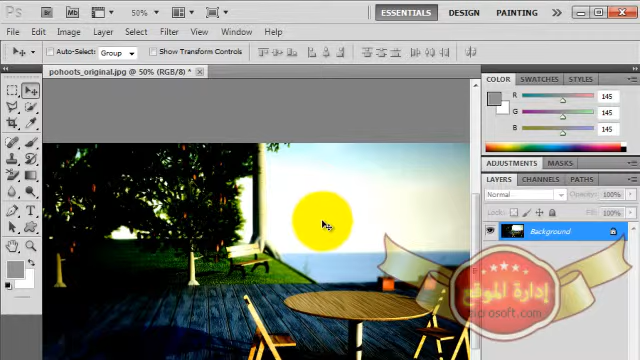 Ps Br Mb 50% ESSENTIALS DESIGN PAINTING
File Edit Image Layer Select Filter View Window Help
Auto-Select: Group Show Transform Controls
pohoots_original.jpg @ 50% (RGB/8) *
COLOR SWATCHES STYLES
R 145
G 145
B 145
ADJUSTMENTS MASKS
LAYERS CHANNELS PATHS
Normal Opacity: 100%
Lock: Fill: 100%
Background
إدارة الموقع